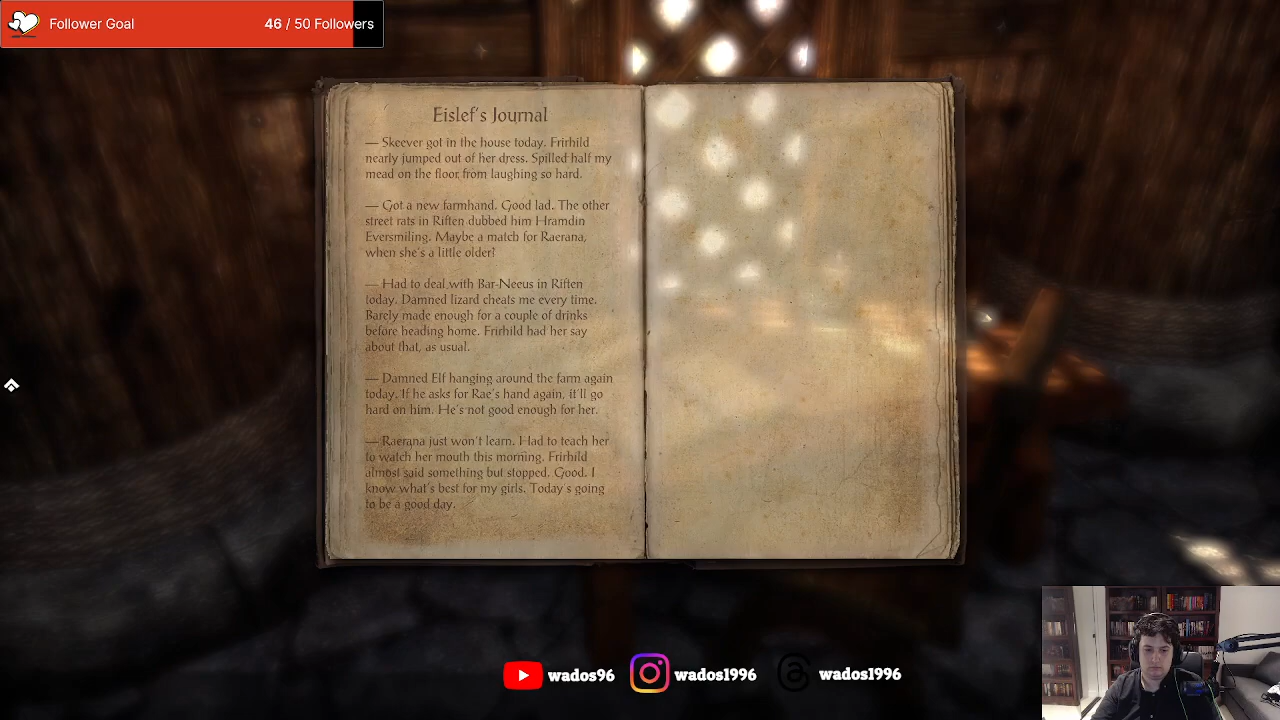 Follower Goal
46 / 50 Followers
Eislef's Journal
— Skeever got in the house today. Frirhild
nearly jumped out of her dress. Spilled half my
mead on the floor from laughing so hard.
— Got a new farmhand. Good lad. The other
street rats in Riften dubbed him Hramdin
Eversmiling. Maybe a match for Raerana,
when she's a little older?
— Had to deal with Bar-Neeus in Riften
today. Damned lizard cheats me every time.
Barely made enough for a couple of drinks
before heading home. Frirhild had her say
about that, as usual.
— Damned Elf hanging around the farm again
today. If he asks for Rae's hand again, it'll go
hard on him. He's not good enough for her.
— Raerana just won't learn. Had to teach her
to watch her mouth this morning. Frirhild
almost said something but stopped. Good. I
know what's best for my girls. Today's going
to be a good day.
wados96
wados1996
wados1996